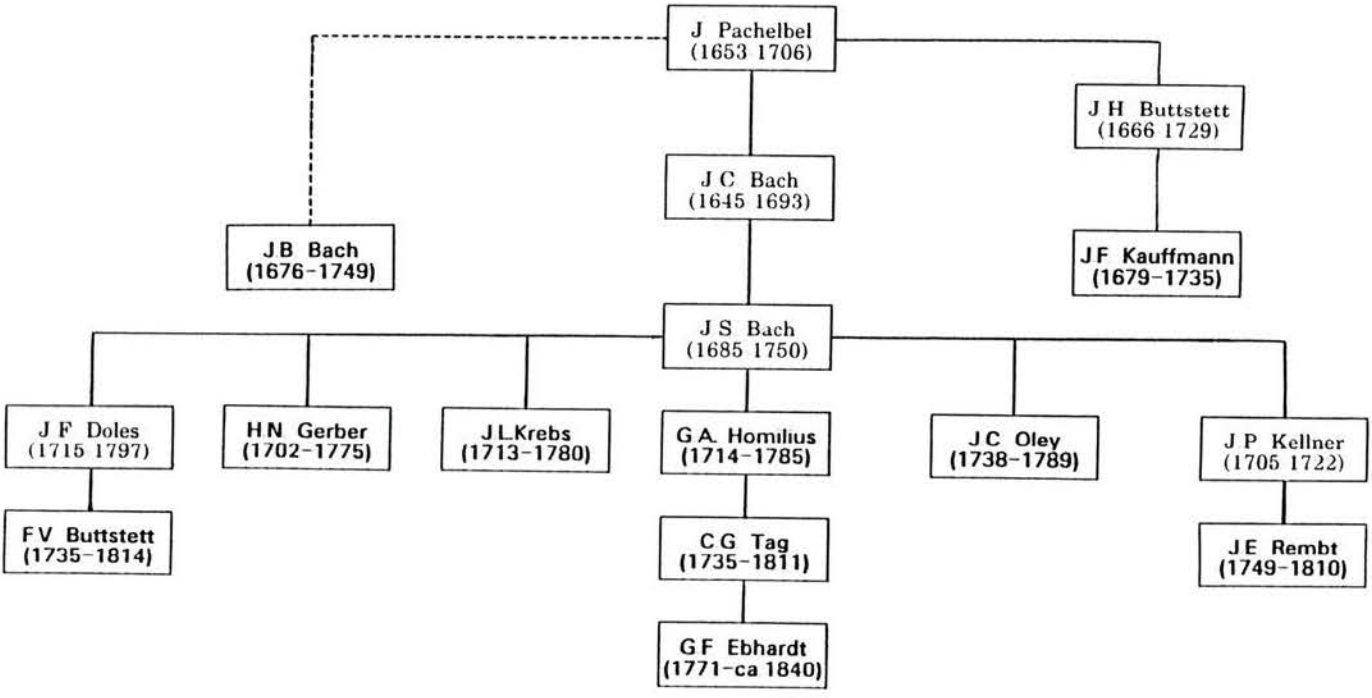 J Pachelbel
(1653 1706)
J H Buttstett
(1666 1729)
J C Bach
(1645 1693)
J B Bach
(1676-1749)
J F Kauffmann
(1679-1735)
J S Bach
(1685 1750)
J F Doles
(1715 1797)
H N Gerber
(1702-1775)
J L.Krebs
(1713-1780)
G A. Homilius
(1714-1785)
J C Oley
(1738-1789)
J P Kellner
(1705 1722)
F V Buttstett
(1735-1814)
C G Tag
(1735-1811)
J E Rembt
(1749-1810)
G F Ebhardt
(1771-ca 1840)